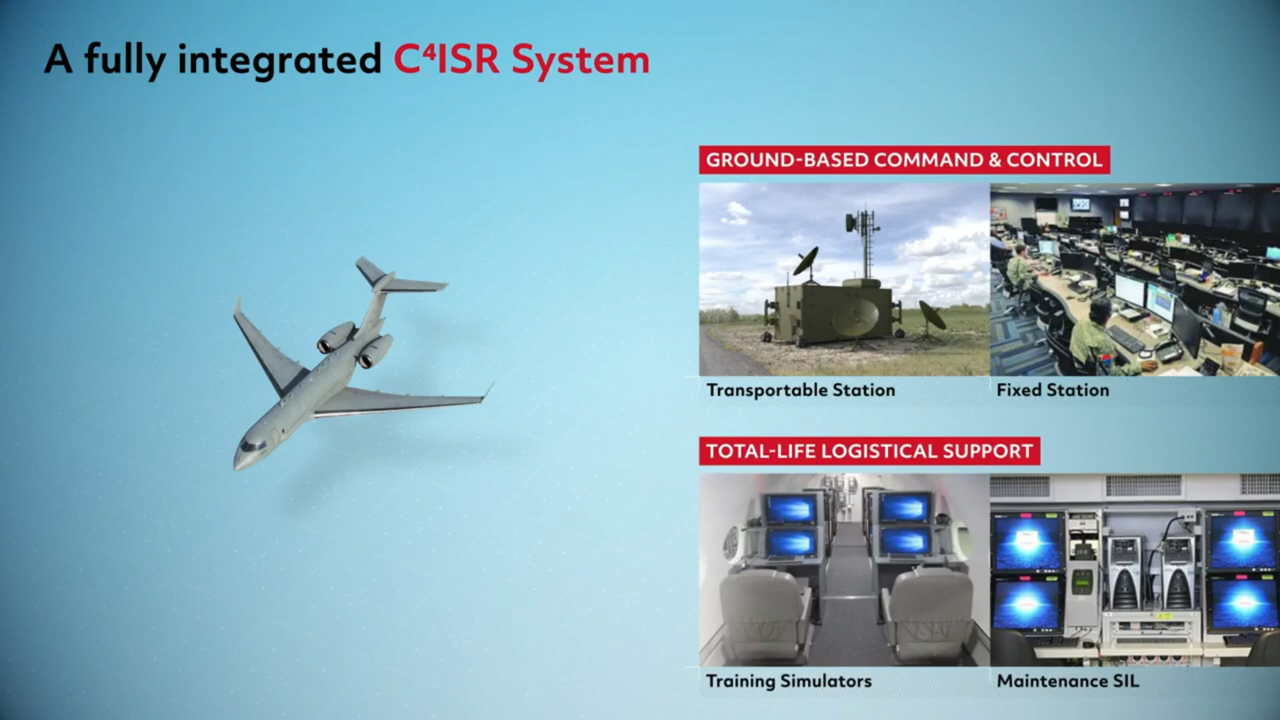 A fully integrated C⁴ISR System
GROUND-BASED COMMAND & CONTROL
Transportable Station
Fixed Station
TOTAL-LIFE LOGISTICAL SUPPORT
Training Simulators
Maintenance SIL